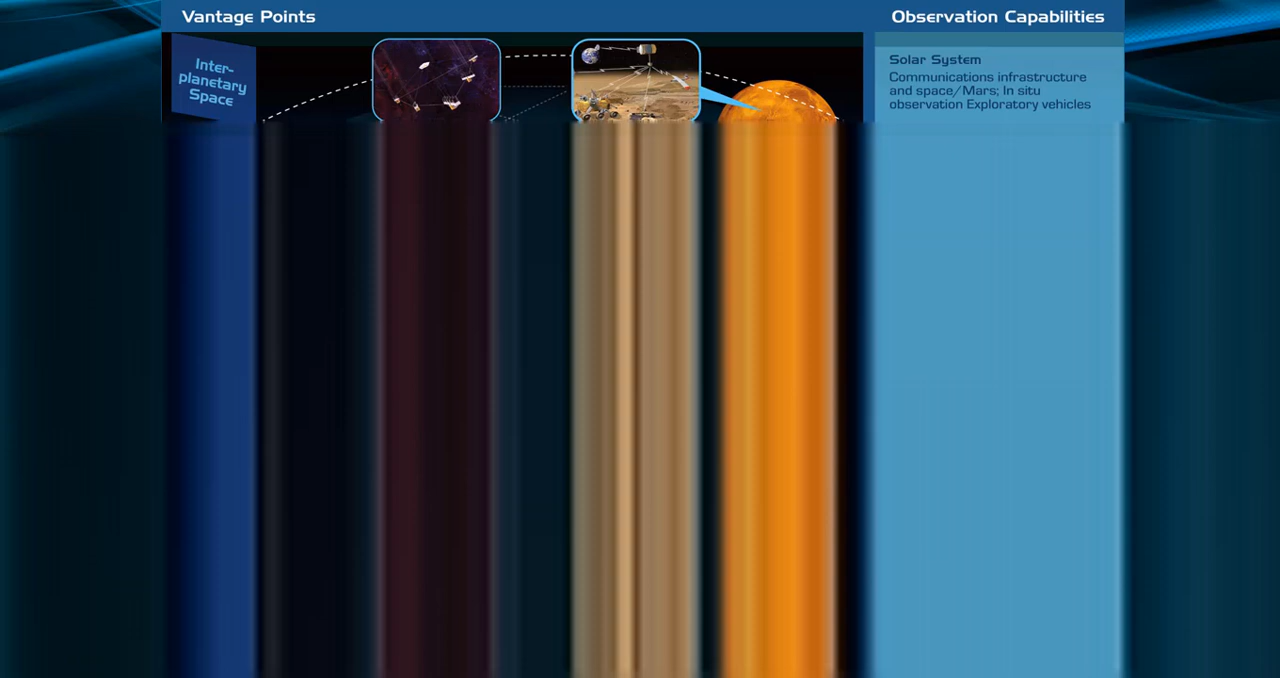 Vantage Points
Observation Capabilities
Inter-
planetary
Space
Solar System
Communications infrastructure
and space/Mars; In situ
observation Exploratory vehicles